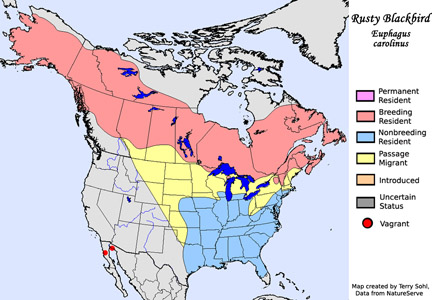 Rusty Blackbird
Euphagus
carolinus
Permanent
Resident
Breeding
Resident
Nonbreeding
Resident
Passage
Migrant
Introduced
Uncertain
Status
Vagrant
Map created by Terry Sohl,
Data from NatureServe